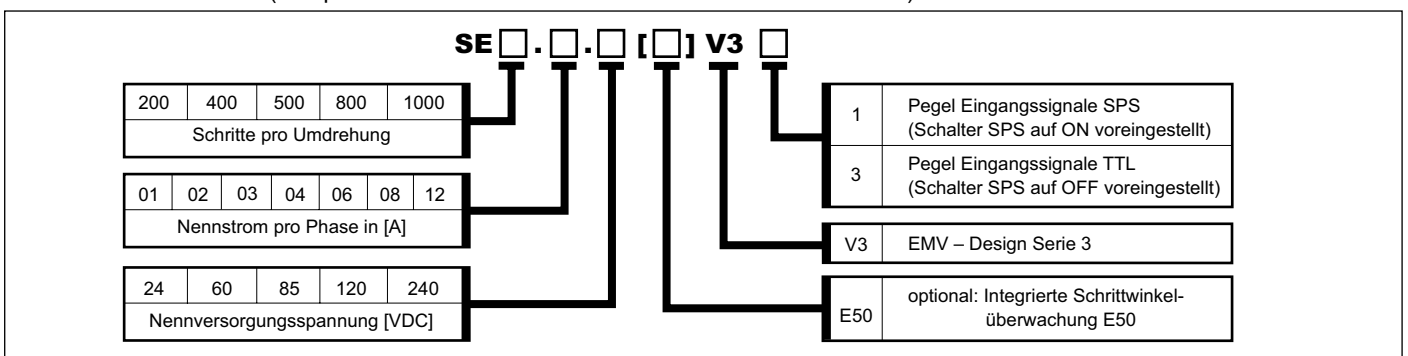 SE□.□.□ [□] V3 □
200 400 500 800 1000
Schritte pro Umdrehung
01 02 03 04 06 08 12
Nennstrom pro Phase in [A]
24 60 85 120 240
Nennversorgungsspannung [VDC]
1 Pegel Eingangssignale SPS
(Schalter SPS auf ON voreingestellt)
3 Pegel Eingangssignale TTL
(Schalter SPS auf OFF voreingestellt)
V3 EMV – Design Serie 3
E50 optional: Integrierte Schrittwinkel-
überwachung E50